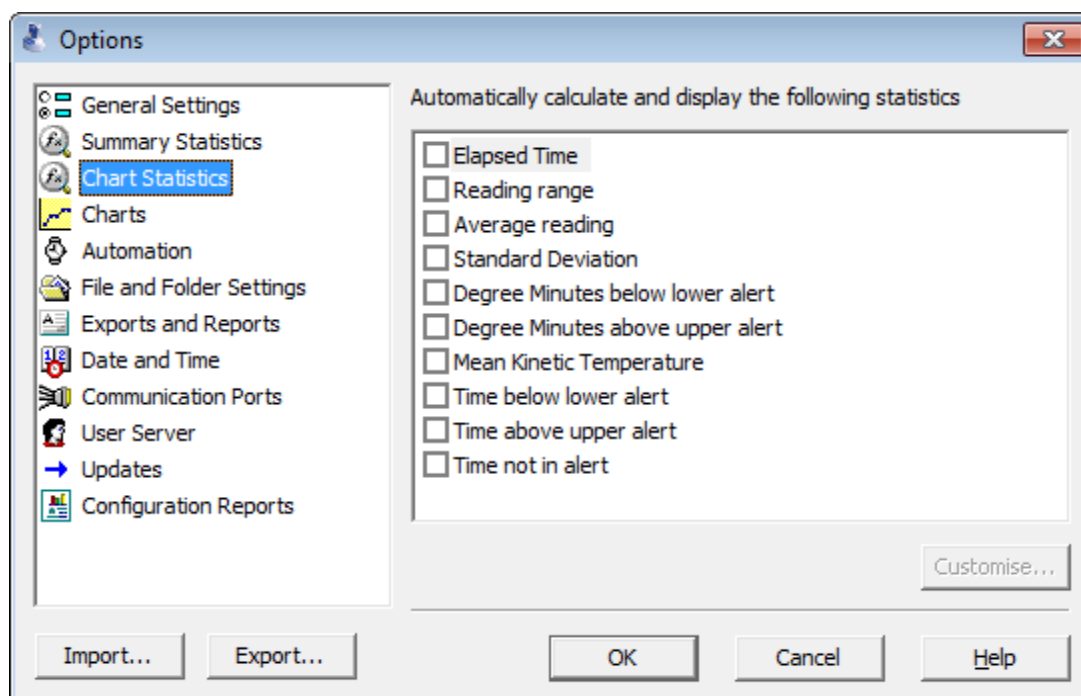 Options
General Settings
Summary Statistics
Chart Statistics
Charts
Automation
File and Folder Settings
Exports and Reports
Date and Time
Communication Ports
User Server
Updates
Configuration Reports
Automatically calculate and display the following statistics
Elapsed Time
Reading range
Average reading
Standard Deviation
Degree Minutes below lower alert
Degree Minutes above upper alert
Mean Kinetic Temperature
Time below lower alert
Time above upper alert
Time not in alert
Customise...
Import...
Export...
OK
Cancel
Help